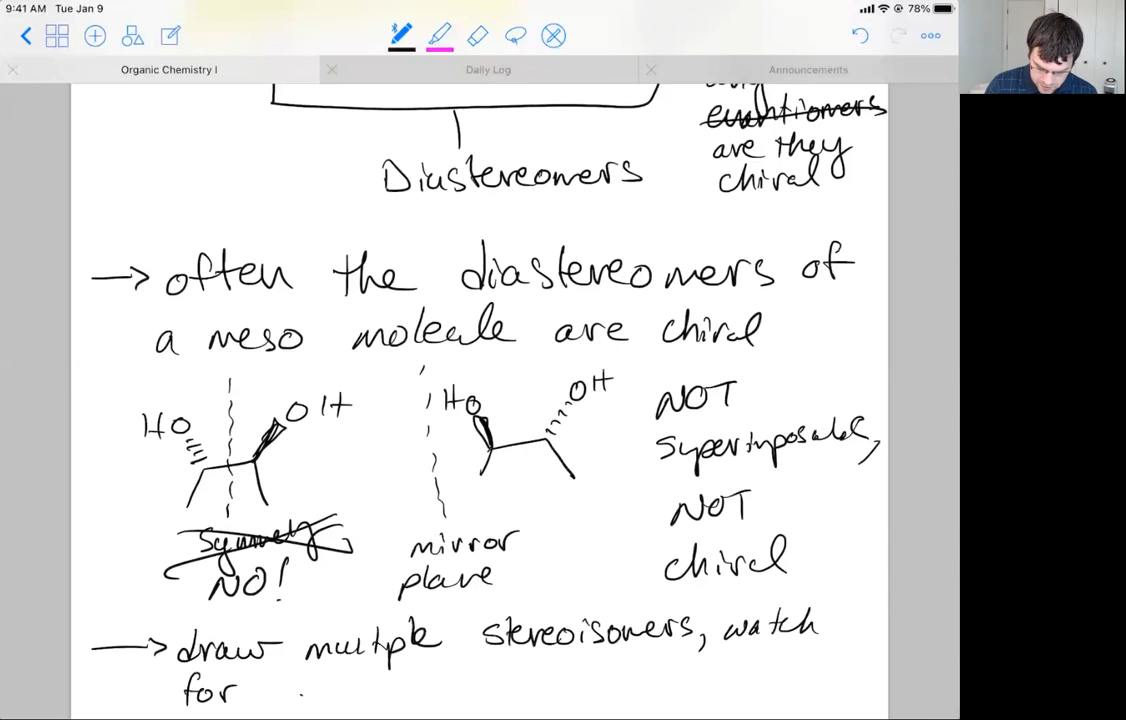 9:41 AM Tue Jan 9
78%
Organic Chemistry I
Daily Log
Announcements
enantiomers
are they
chiral
Diastereomers
→ often the diastereomers of
a meso molecule are chiral
HO
OH
HO
OH
NOT
superimposable,
NOT
chiral
Symmetry
NO!
mirror
plane
→ draw multiple stereoisomers, watch
for